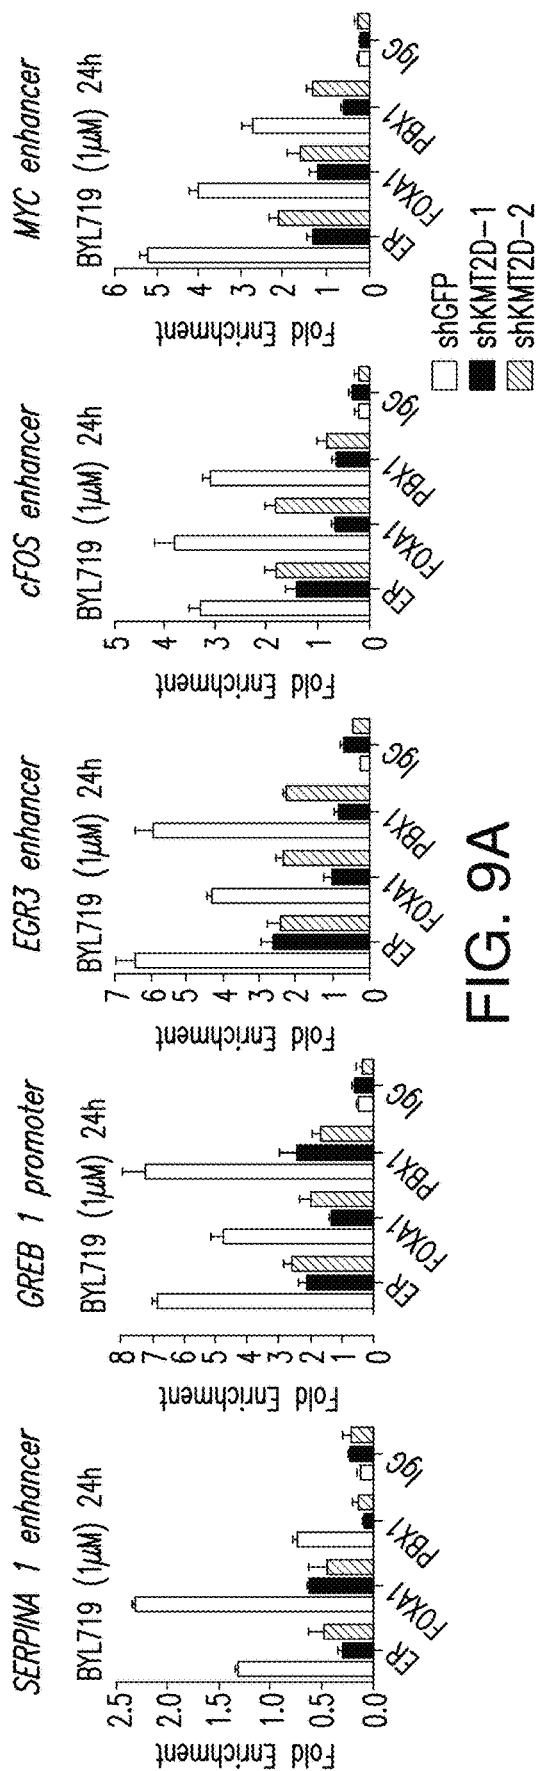 SERPINA 1 enhancer
BYL719 (1µM) 24h
Fold Enrichment
2.5
2.0
1.5
1.0
0.5
0.0
ER
FOXA1
PBX1
IgG
GREB 1 promoter
BYL719 (1µM) 24h
Fold Enrichment
8
7
6
5
4
3
2
1
0
ER
FOXA1
PBX1
IgG
EGR3 enhancer
BYL719 (1µM) 24h
Fold Enrichment
7
6
5
4
3
2
1
0
ER
FOXA1
PBX1
IgG
cFOS enhancer
BYL719 (1µM) 24h
Fold Enrichment
5
4
3
2
1
0
ER
FOXA1
PBX1
IgG
MYC enhancer
BYL719 (1µM) 24h
Fold Enrichment
6
5
4
3
2
1
0
ER
FOXA1
PBX1
IgG
shGFP
shKMT2D-1
shKMT2D-2
FIG. 9A